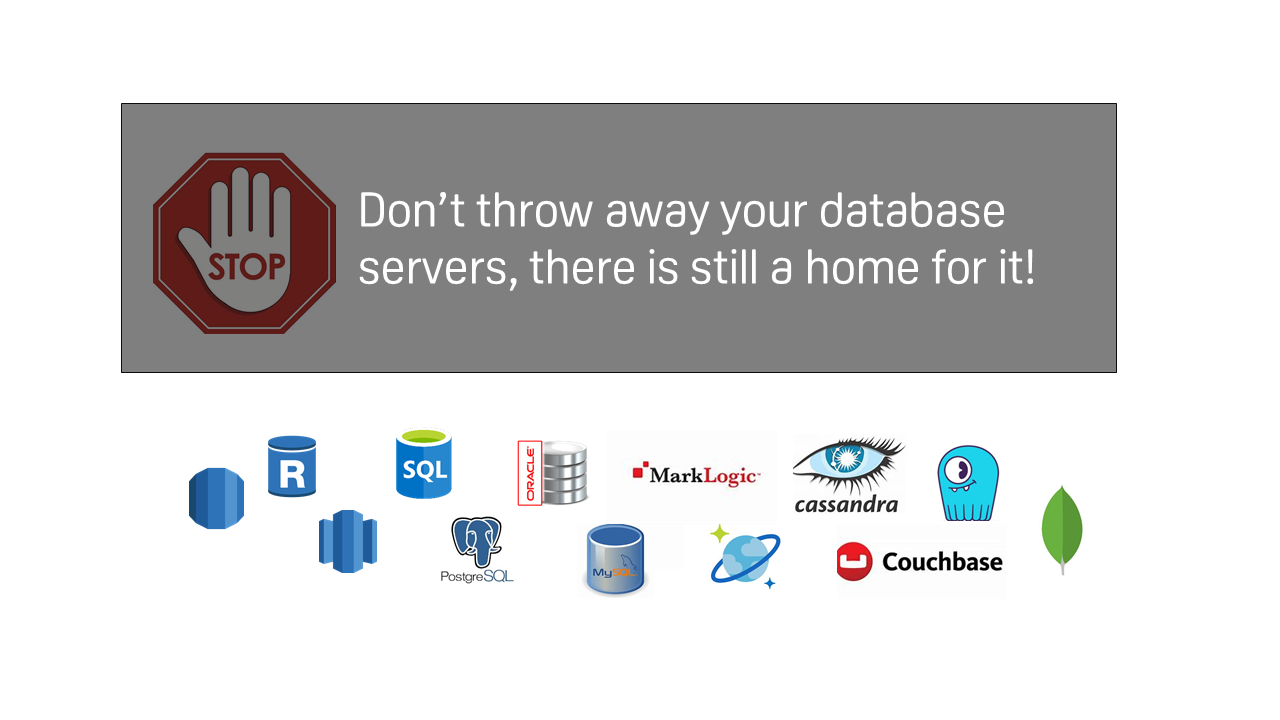 STOP
Don't throw away your database
servers, there is still a home for it!
R
SQL
ORACLE
MarkLogic
cassandra
PostgreSQL
MySQL
Couchbase